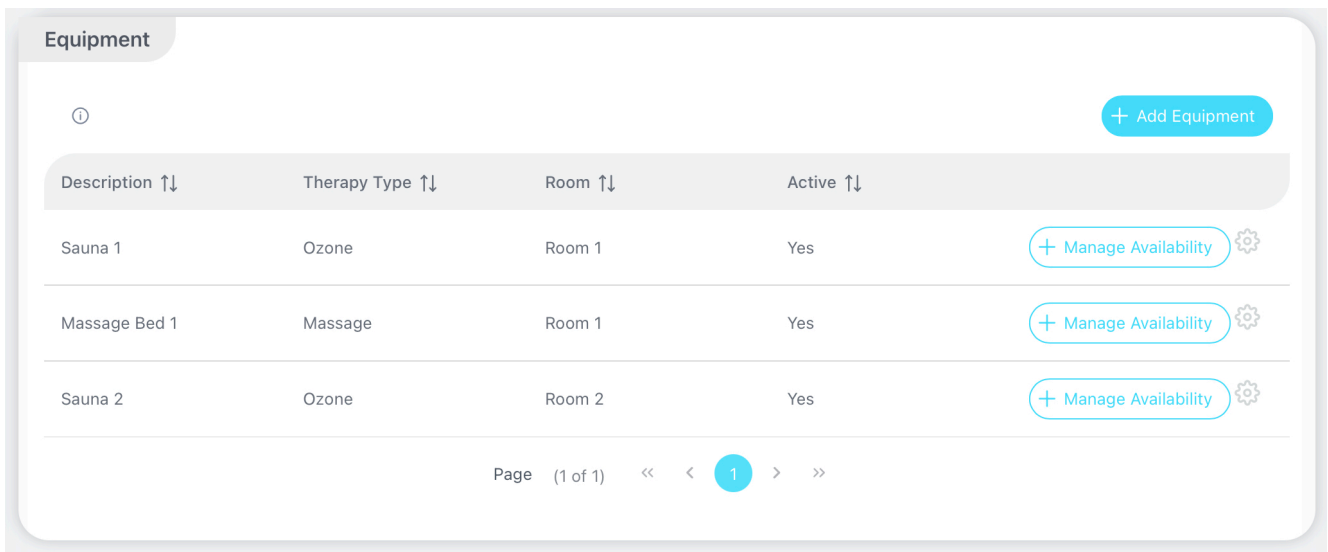 Equipment
+ Add Equipment
Description ↑↓ Therapy Type ↑↓ Room ↑↓ Active ↑↓
Sauna 1 Ozone Room 1 Yes + Manage Availability
Massage Bed 1 Massage Room 1 Yes + Manage Availability
Sauna 2 Ozone Room 2 Yes + Manage Availability
Page (1 of 1) << < 1 > >>